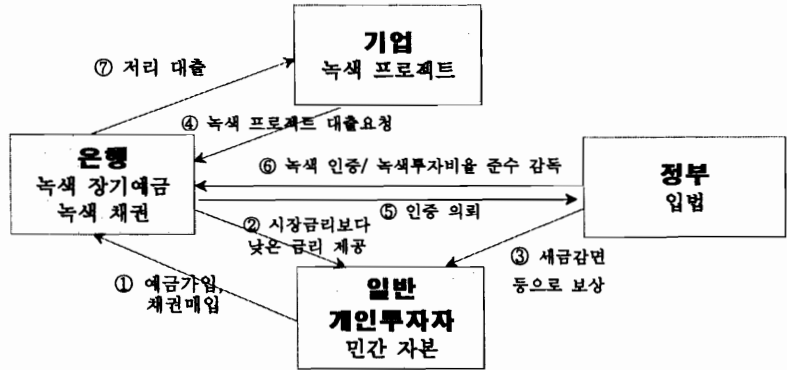 기업
녹색 프로젝트
⑦ 저리 대출
④ 녹색 프로젝트 대출요청
은행
녹색 장기예금
녹색 채권
⑥ 녹색 인증/ 녹색투자비율 준수 감독
정부
입법
⑤ 인증 의뢰
② 시장금리보다
낮은 금리 제공
③ 새금감면
등으로 보상
① 예금가입,
채권매입
일반
개인투자자
민간 자본